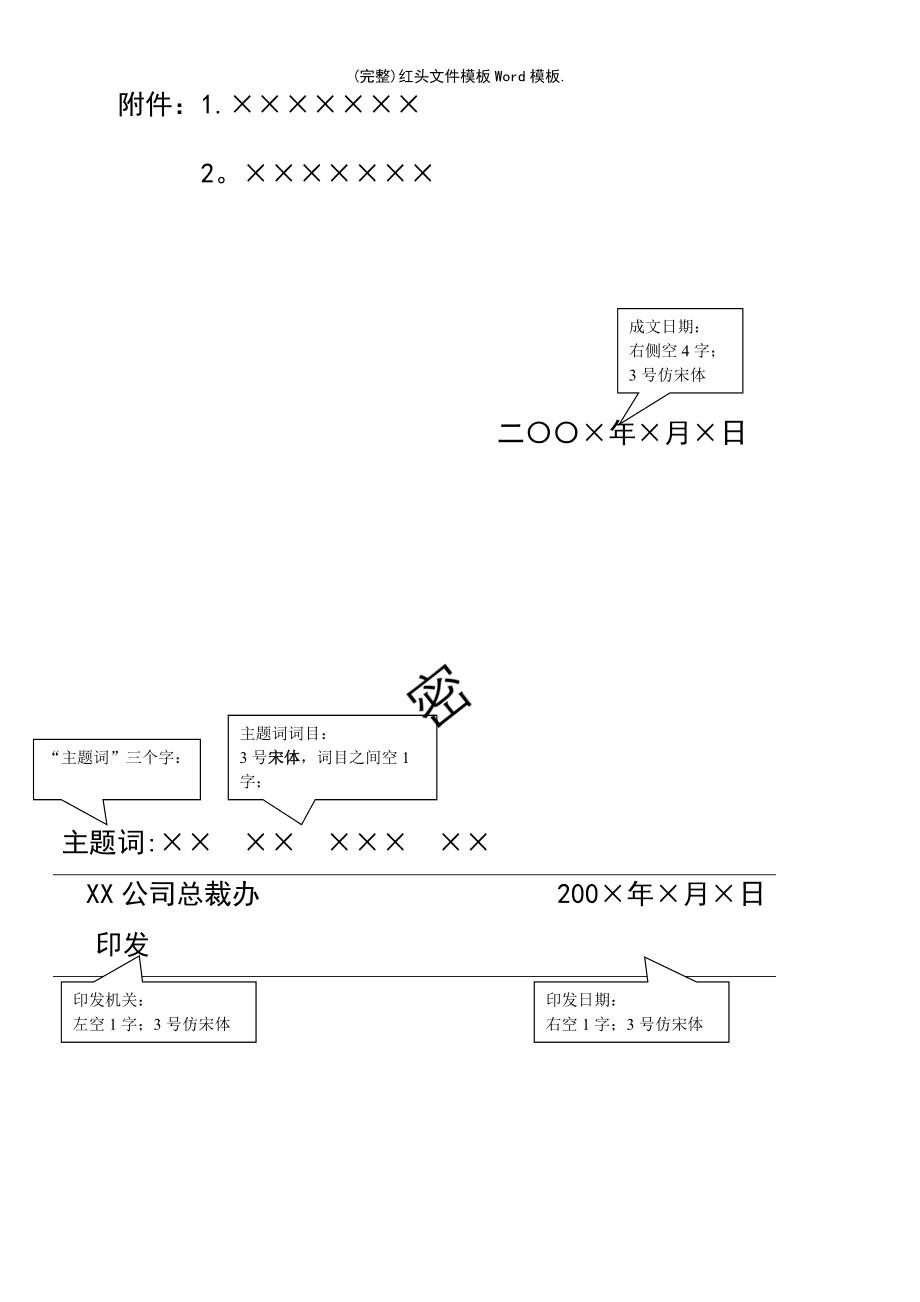 (完整)红头文件模板Word模板.
附件：1.×××××××
2。×××××××
成文日期：
右侧空4字；
3号仿宋体
二〇〇×年×月×日
密
主题词词目：
3号宋体，词目之间空1
字；
“主题词”三个字：
主题词:×× ×× ××× ××
XX公司总裁办 200×年×月×日
印发
印发机关：
左空1字；3号仿宋体
印发日期：
右空1字；3号仿宋体